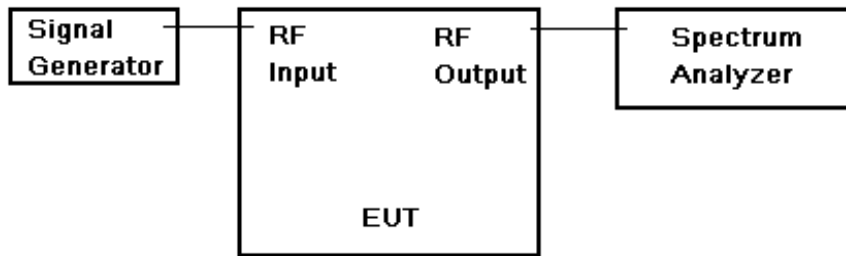 Signal
Generator
RF
Input
RF
Output
EUT
Spectrum
Analyzer